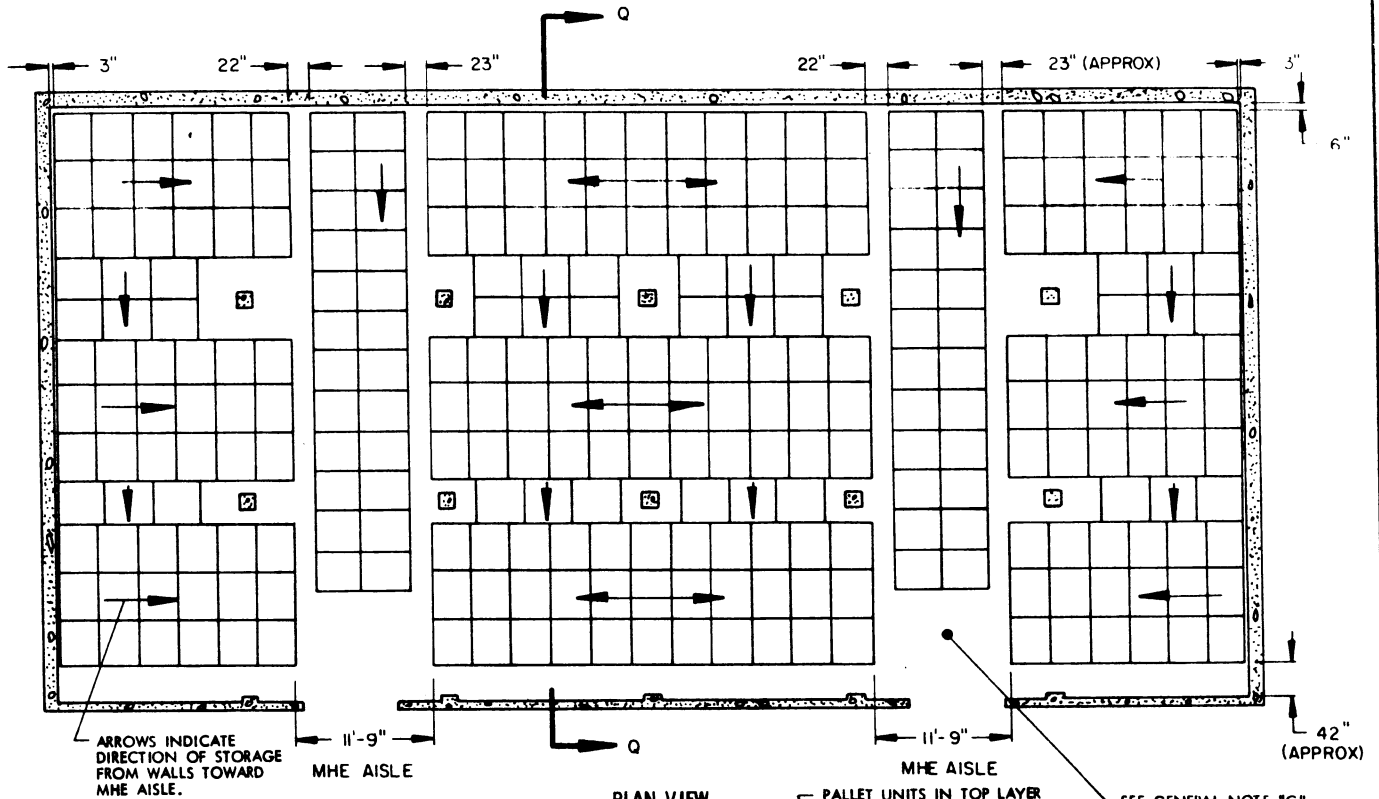 Q
3"
22"
23"
22"
23" (APPROX)
3"
6"
ARROWS INDICATE
DIRECTION OF STORAGE
FROM WALLS TOWARD
MHE AISLE.
11'-9"
MHE AISLE
Q
11'-9"
MHE AISLE
42"
(APPROX)
PLAN VIEW
PALLET UNITS IN TOP LAYER
SEE GENERAL NOTE "G"